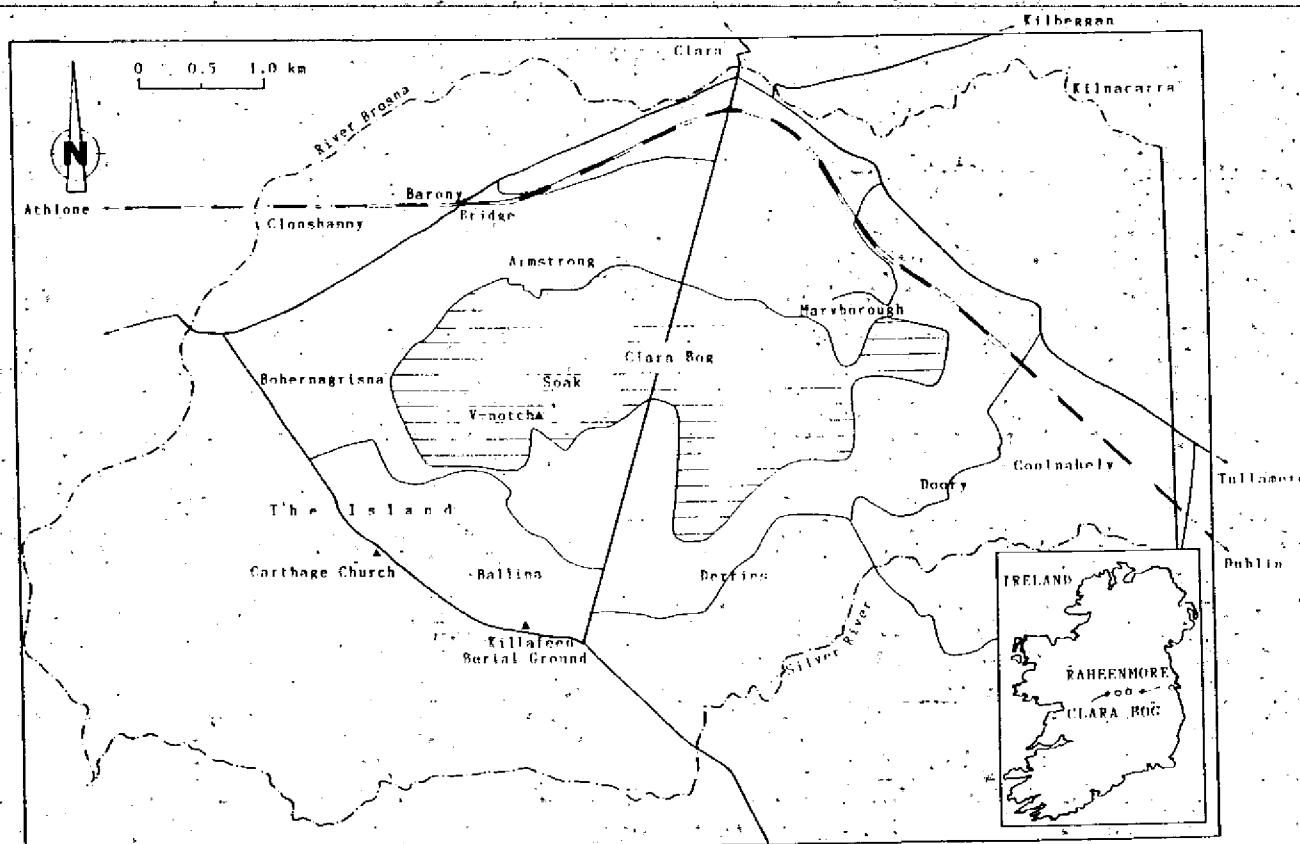 Kilbeggan
Clara
0 0.5 1.0 km
Kilnacarra
River Brosna
N
Barony
Bridge
Athlone
Clonshanny
Armstrong
Maryborough
Clara Bog
Bohernagrisna
Soak
V-notch
Coolnahely
Doory
Tullamore
The Island
Dublin
Carthage Church
Ballina
Derries
IRELAND
Killafeen
Burial Ground
Silver River
RAHEENMORE
CLARA BOG